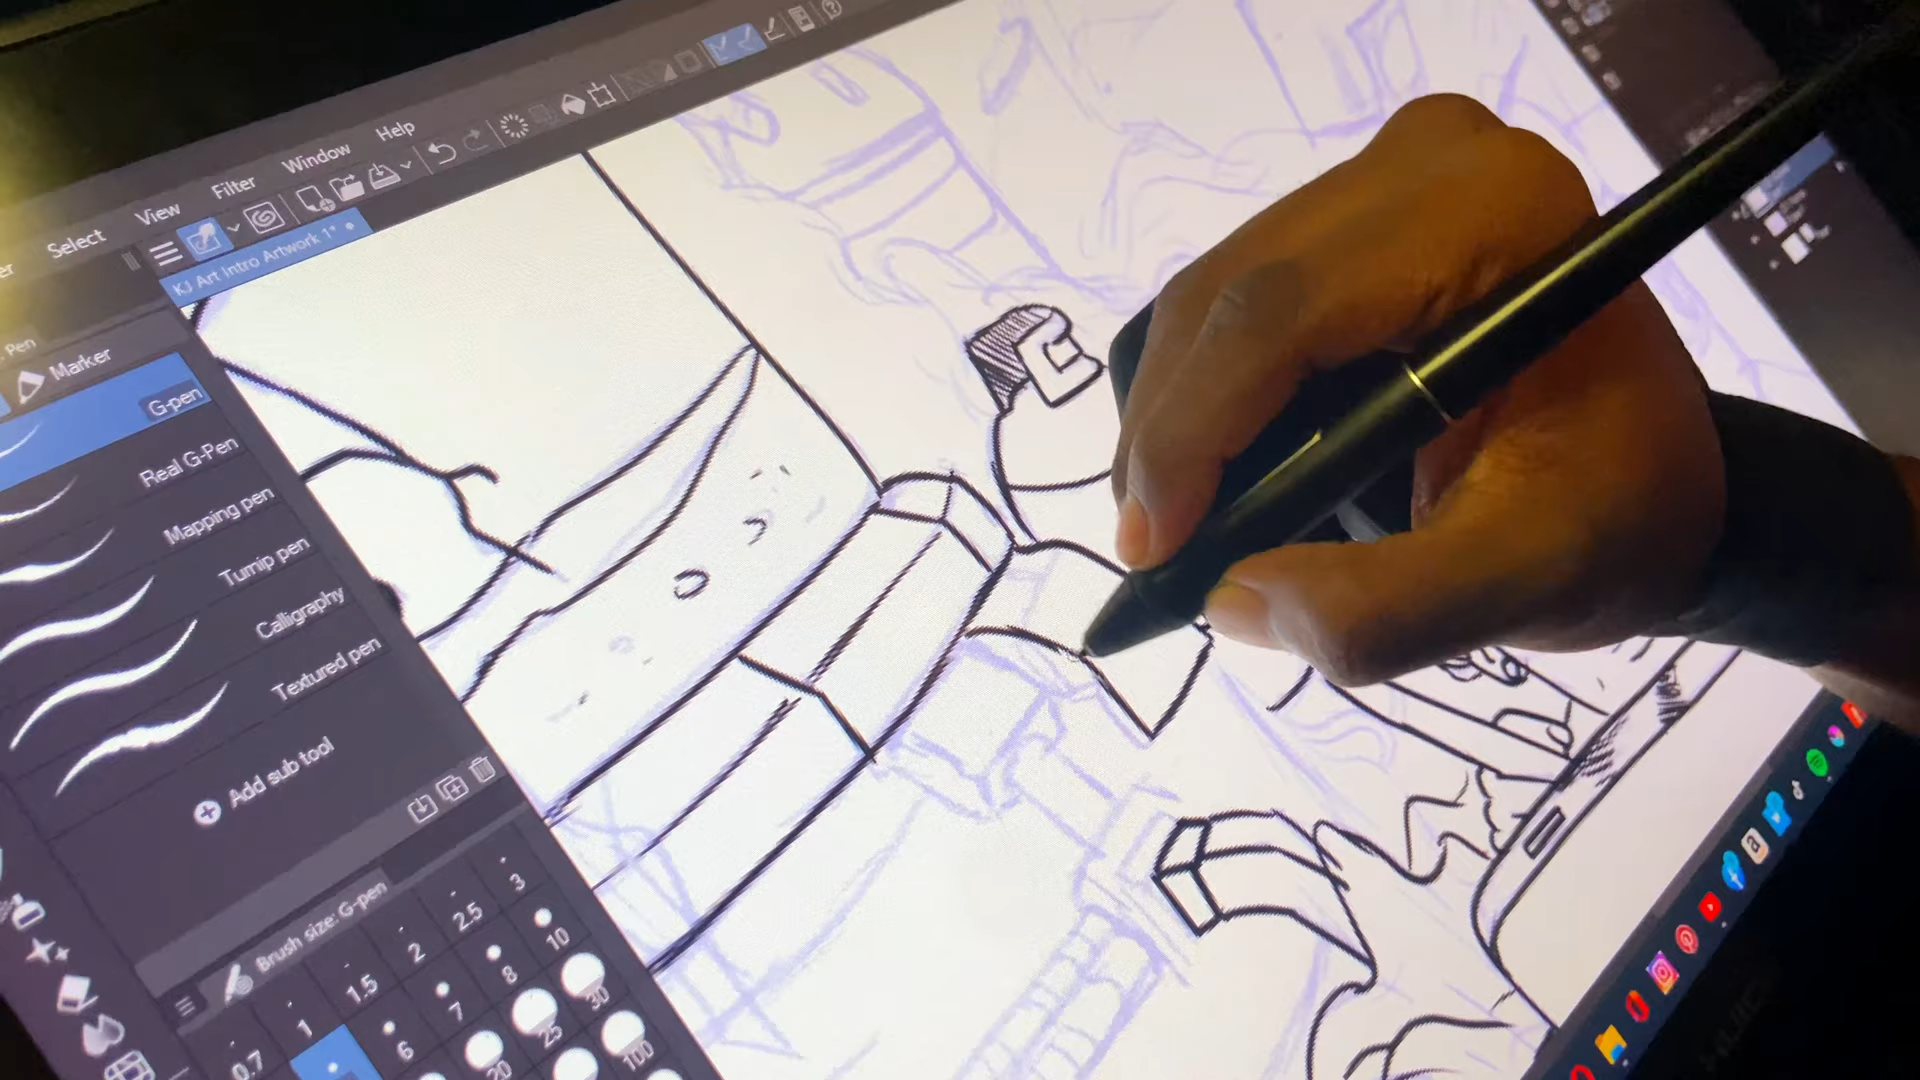 Select
View
Filter
Window
Help
KJ Art Intro Artwork 1*
Pen
Marker
G-pen
Real G-Pen
Mapping pen
Turnip pen
Calligraphy
Textured pen
Add sub tool
Brush size: G-pen
0.7 1 1.5 2 2.5 3
6 7 8 10
20 25 30
100